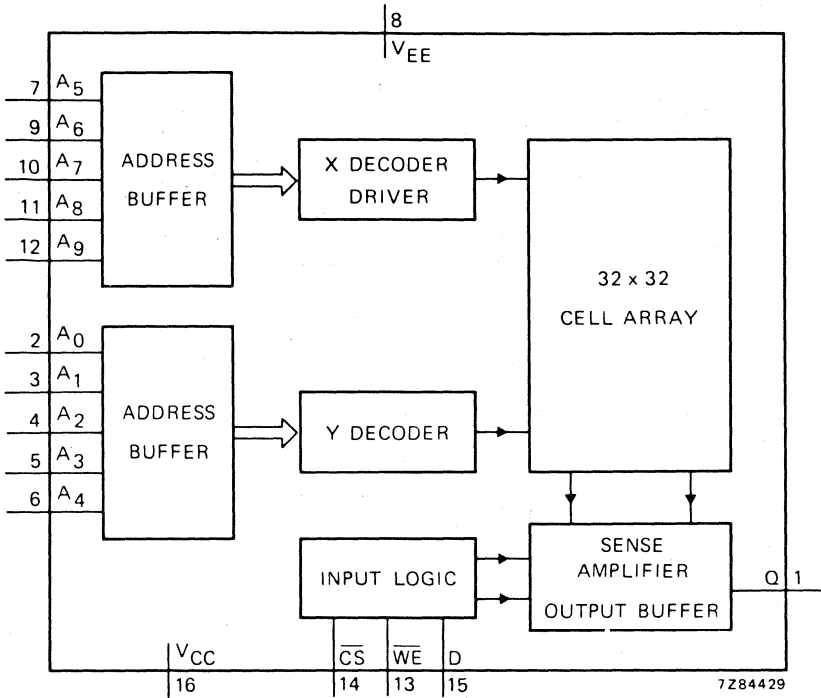 8
VEE
7 A5
9 A6
10 A7
11 A8
12 A9
ADDRESS
BUFFER
X DECODER
DRIVER
32 x 32
CELL ARRAY
2 A0
3 A1
4 A2
5 A3
6 A4
ADDRESS
BUFFER
Y DECODER
INPUT LOGIC
SENSE
AMPLIFIER
OUTPUT BUFFER
Q 1
VCC
16
C̅S̅ W̅E̅ D
14 13 15
7Z84429